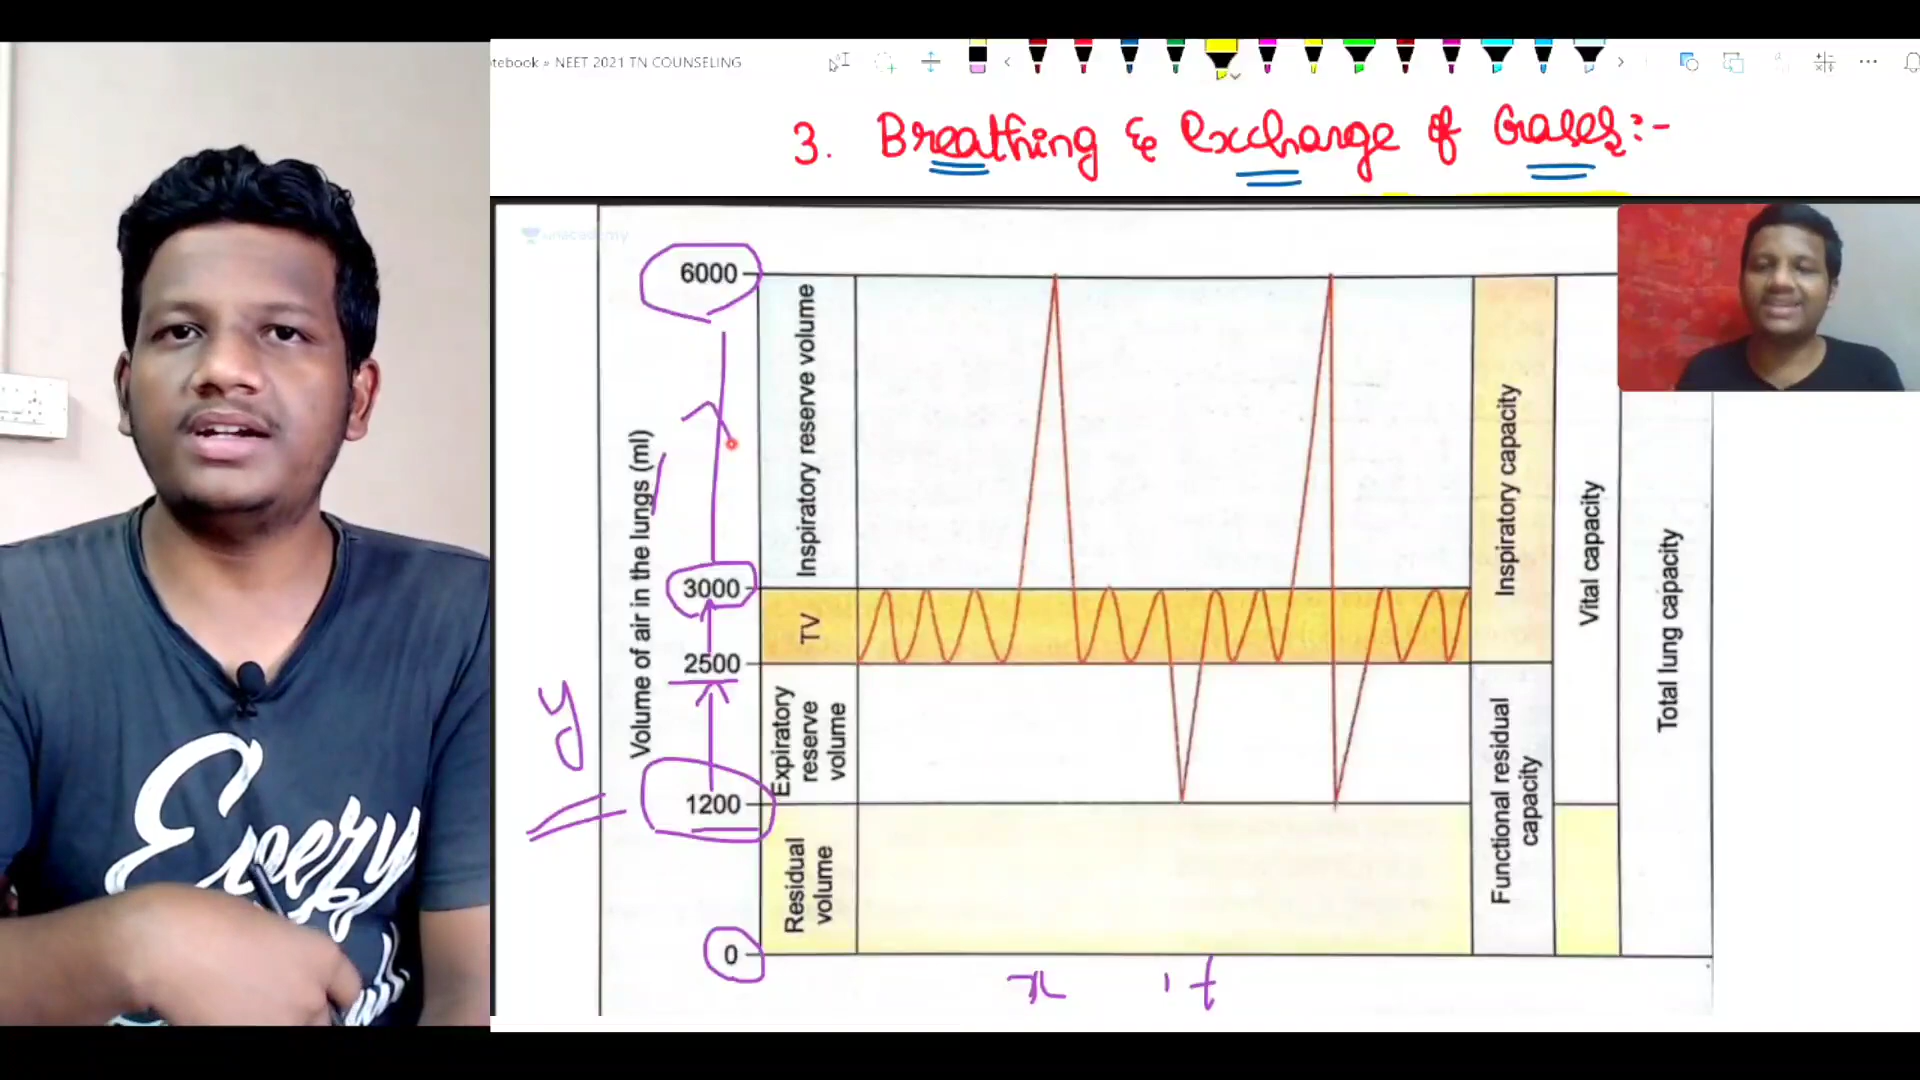 tebook » NEET 2021 TN COUNSELING
3. Breathing & Exchange of Gases:-
unacademy
6000
3000
2500
1200
0
Volume of air in the lungs (ml)
Inspiratory reserve volume
TV
Expiratory
reserve
volume
Residual
volume
Inspiratory capacity
Functional residual
capacity
Vital capacity
Total lung capacity
y
x
t
Every